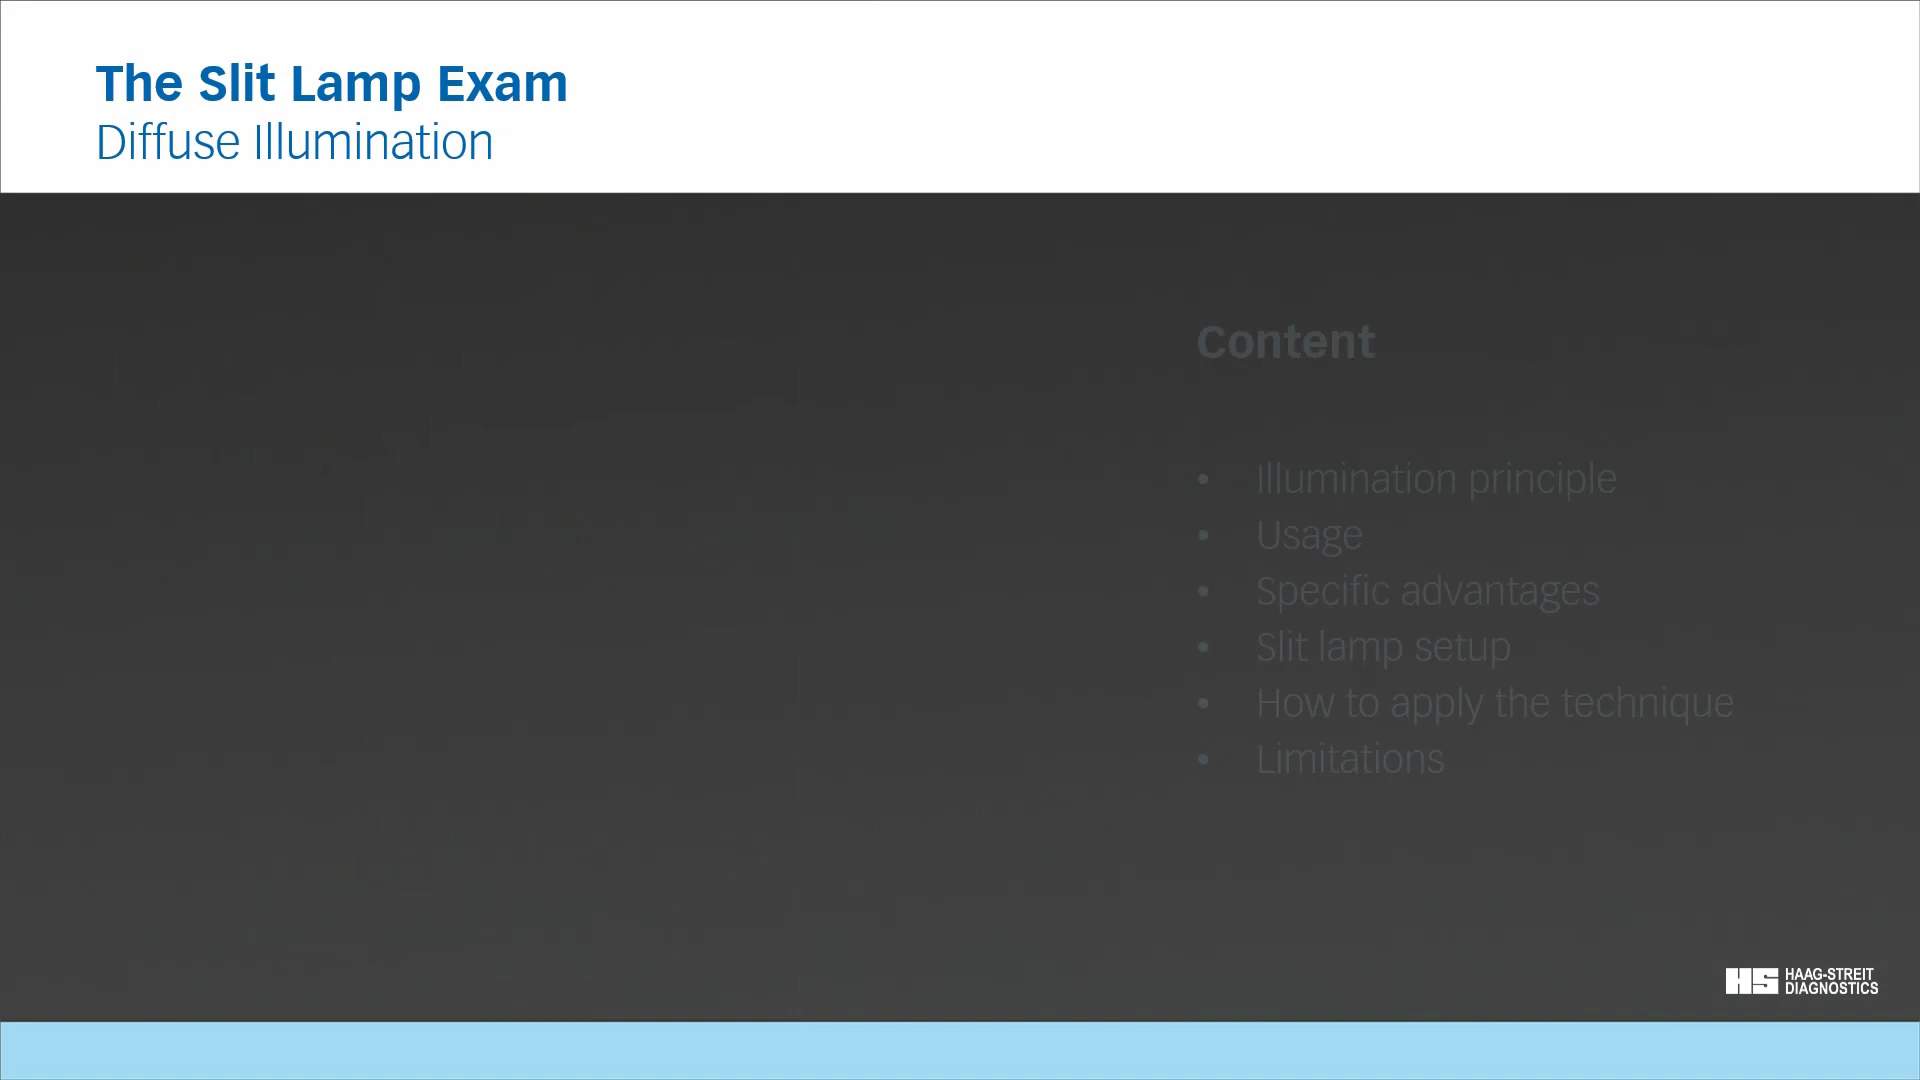 The Slit Lamp Exam
Diffuse Illumination
Content
• Illumination principle
• Usage
• Specific advantages
• Slit lamp setup
• How to apply the technique
• Limitations
HS HAAG-STREIT
DIAGNOSTICS